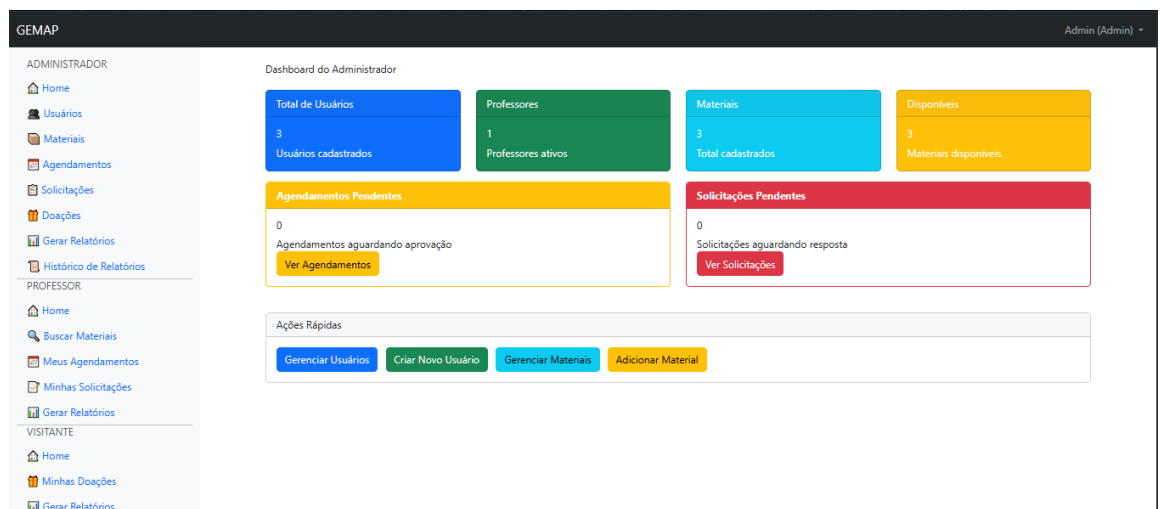 GEMAP
Admin (Admin)
ADMINISTRADOR
Home
Usuários
Materiais
Agendamentos
Solicitações
Doações
Gerar Relatórios
Histórico de Relatórios
PROFESSOR
Home
Buscar Materiais
Meus Agendamentos
Minhas Solicitações
Gerar Relatórios
VISITANTE
Home
Minhas Doações
Gerar Relatórios
Dashboard do Administrador
Total de Usuários
3
Usuários cadastrados
Professores
1
Professores ativos
Materiais
3
Total cadastrados
Disponíveis
3
Materiais disponíveis
Agendamentos Pendentes
0
Agendamentos aguardando aprovação
Ver Agendamentos
Solicitações Pendentes
0
Solicitações aguardando resposta
Ver Solicitações
Ações Rápidas
Gerenciar Usuários
Criar Novo Usuário
Gerenciar Materiais
Adicionar Material